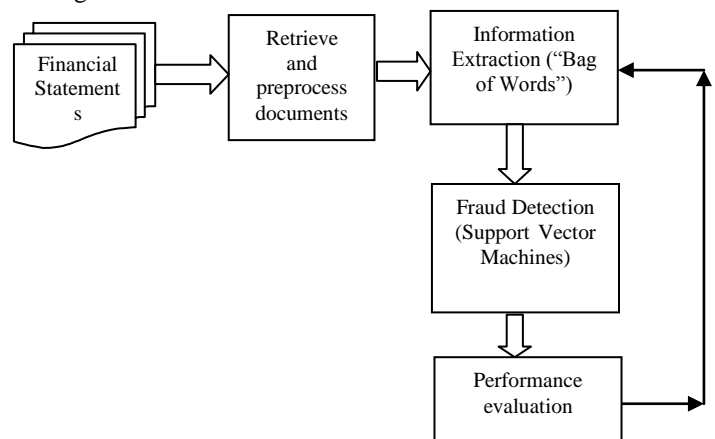 Financial
Statement
s
Retrieve
and
preprocess
documents
Information
Extraction (“Bag
of Words”)
Fraud Detection
(Support Vector
Machines)
Performance
evaluation